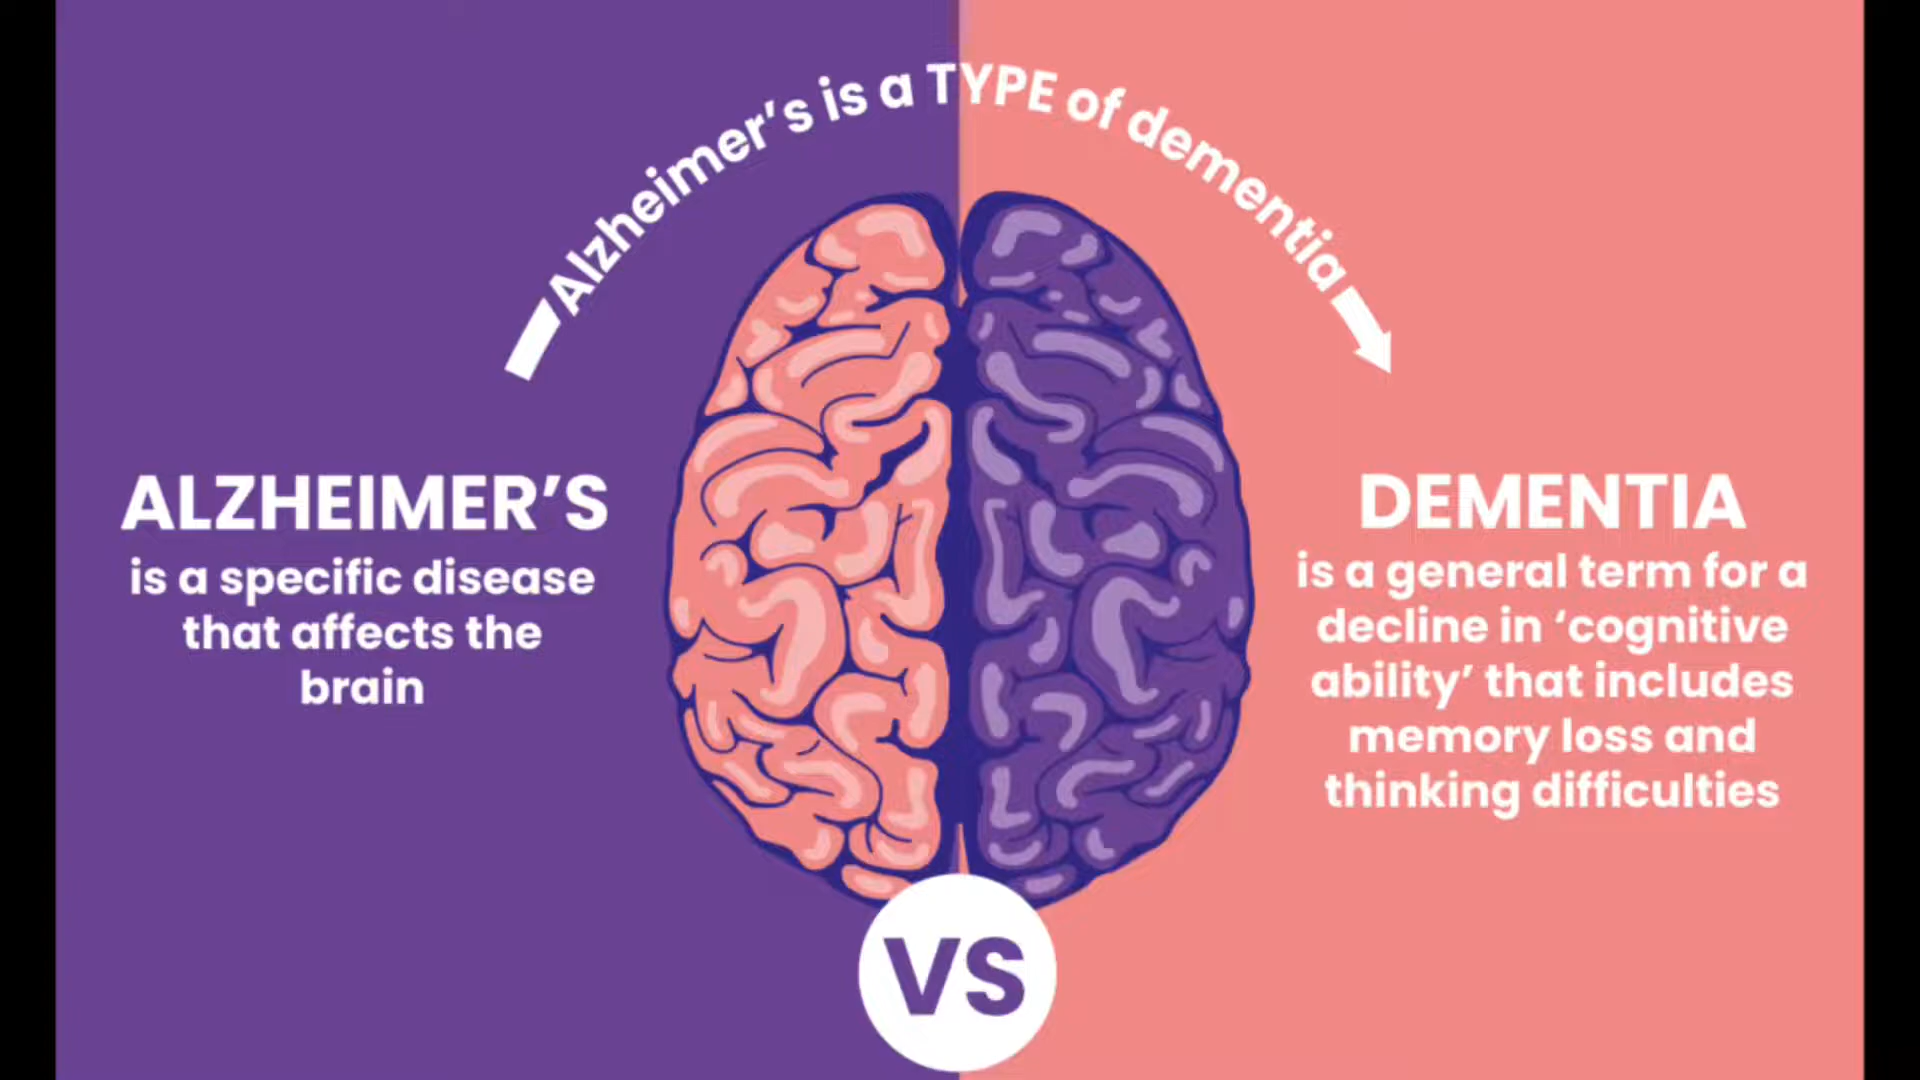 Alzheimer’s is a TYPE of dementia
ALZHEIMER’S
is a specific disease
that affects the
brain
DEMENTIA
is a general term for a
decline in ‘cognitive
ability’ that includes
memory loss and
thinking difficulties
VS